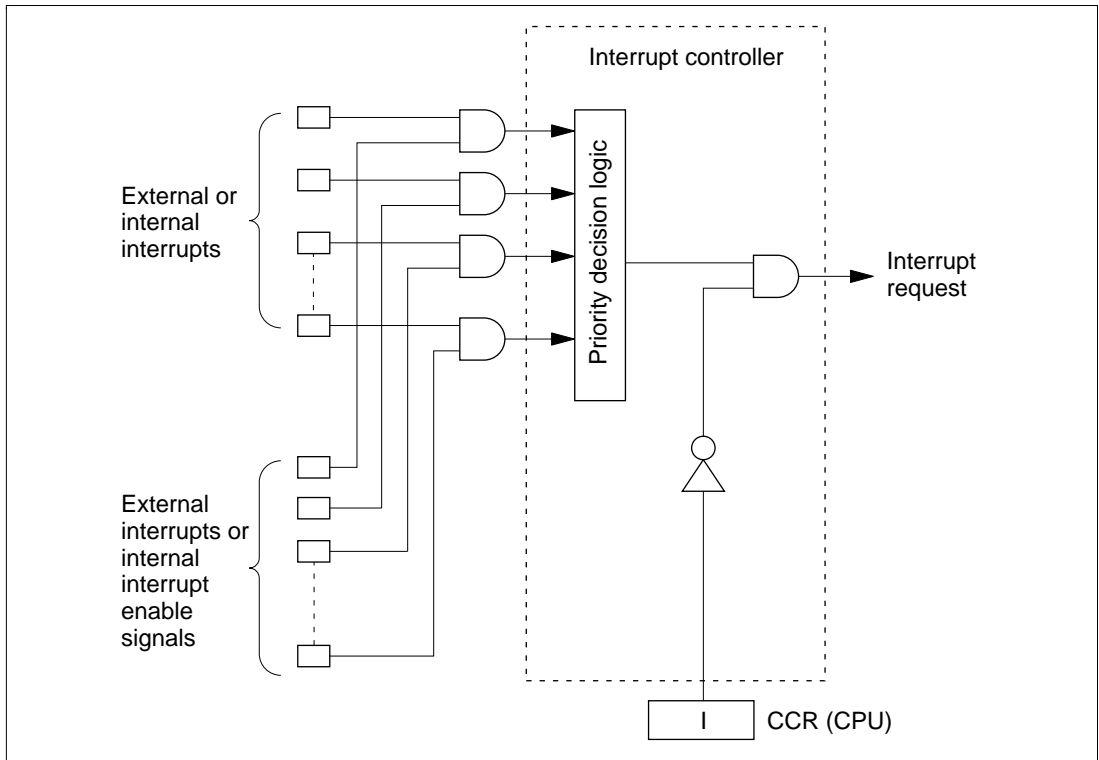 Interrupt controller
External or
internal
interrupts
Priority decision logic
Interrupt
request
External
interrupts or
internal
interrupt
enable
signals
I
CCR (CPU)